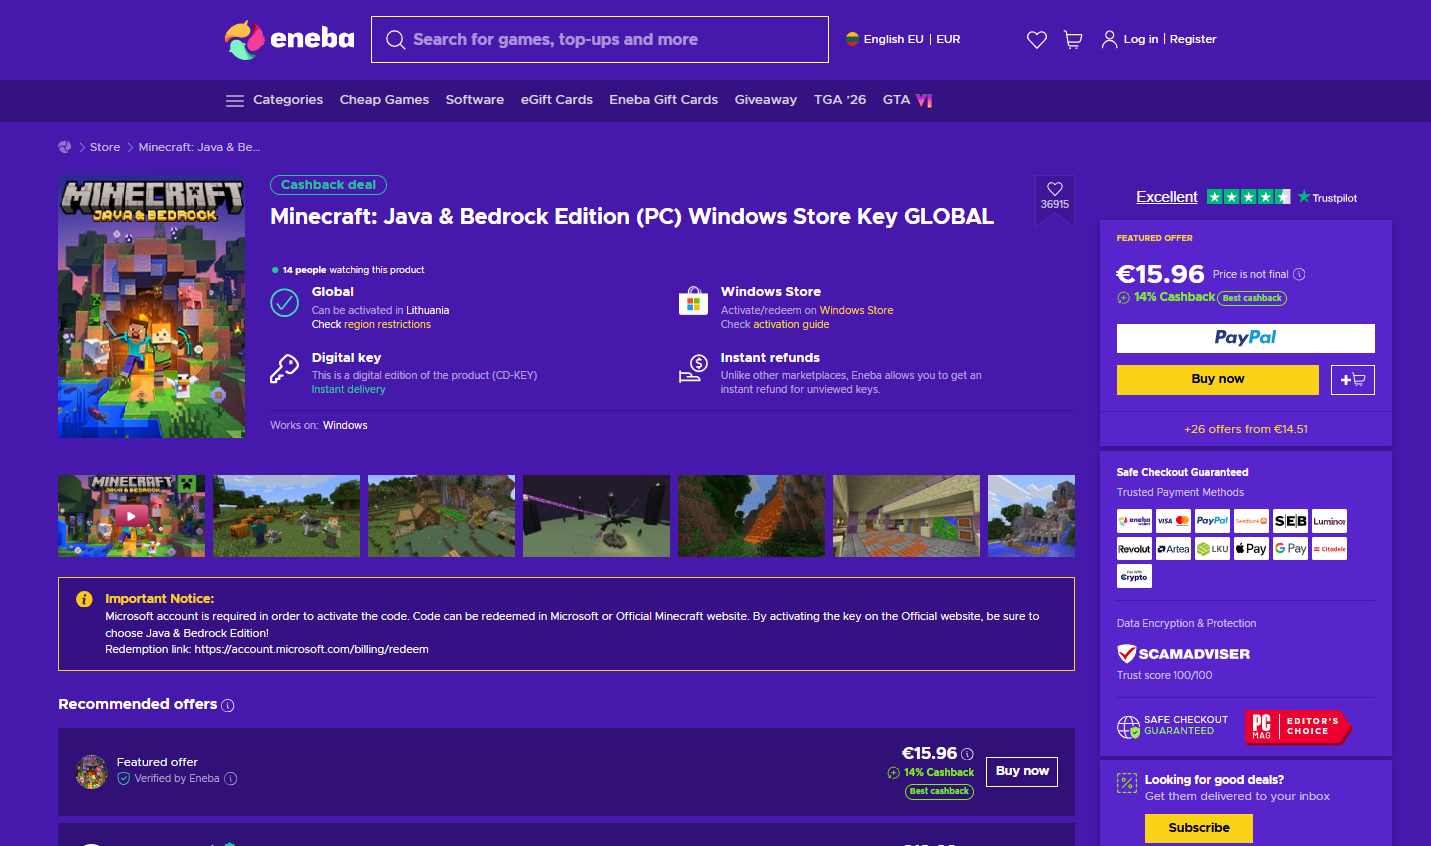 eneba
Search for games, top-ups and more
English EU | EUR
Log in | Register
Categories
Cheap Games
Software
eGift Cards
Eneba Gift Cards
Giveaway
TGA '26
GTA VI
Store
Minecraft: Java & Be...
MINECRAFT
JAVA & BEDROCK
Cashback deal
Minecraft: Java & Bedrock Edition (PC) Windows Store Key GLOBAL
36915
14 people watching this product
Global
Can be activated in Lithuania
Check region restrictions
Windows Store
Activate/redeem on Windows Store
Check activation guide
Digital key
This is a digital edition of the product (CD-KEY)
Instant delivery
Instant refunds
Unlike other marketplaces, Eneba allows you to get an
instant refund for unviewed keys.
Works on: Windows
MINECRAFT
JAVA & BEDROCK
Important Notice:
Microsoft account is required in order to activate the code. Code can be redeemed in Microsoft or Official Minecraft website. By activating the key on the Official website, be sure to
choose Java & Bedrock Edition!
Redemption link: https://account.microsoft.com/billing/redeem
Recommended offers
Featured offer
Verified by Eneba
€15.96
14% Cashback
Best cashback
Buy now
Excellent
Trustpilot
FEATURED OFFER
€15.96 Price is not final
14% Cashback Best cashback
PayPal
Buy now
+26 offers from €14.51
Safe Checkout Guaranteed
Trusted Payment Methods
eneba
VISA
PayPal
Swedbank
SEB
Luminor
Revolut
Artea
LKU
Pay
G Pay
Citadele
Pay With
Crypto
Data Encryption & Protection
SCAMADVISER
Trust score 100/100
SAFE CHECKOUT
GUARANTEED
PC
MAG
EDITOR'S
CHOICE
Looking for good deals?
Get them delivered to your inbox
Subscribe